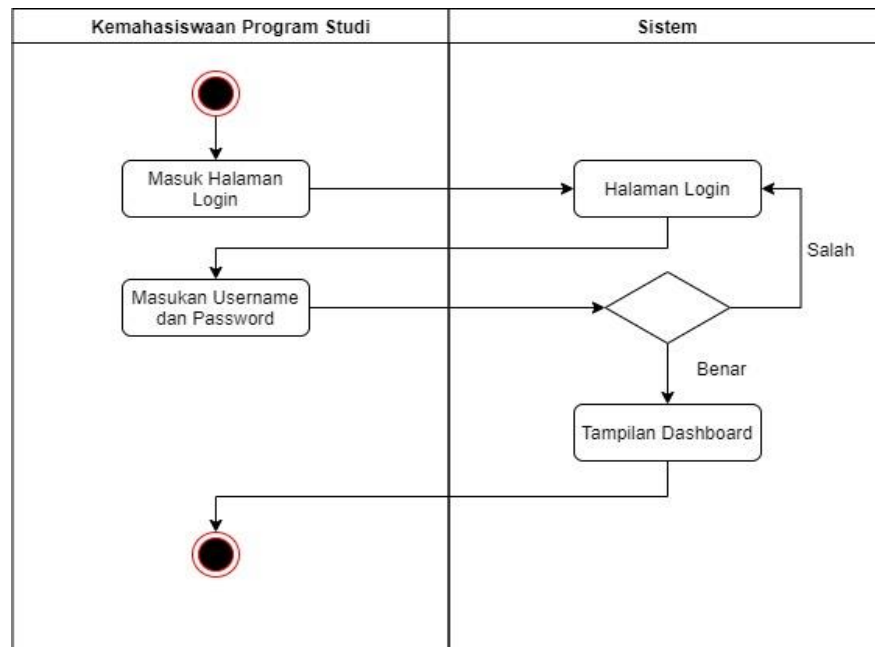 Kemahasiswaan Program Studi
Sistem
Masuk Halaman
Login
Halaman Login
Salah
Masukan Username
dan Password
Benar
Tampilan Dashboard